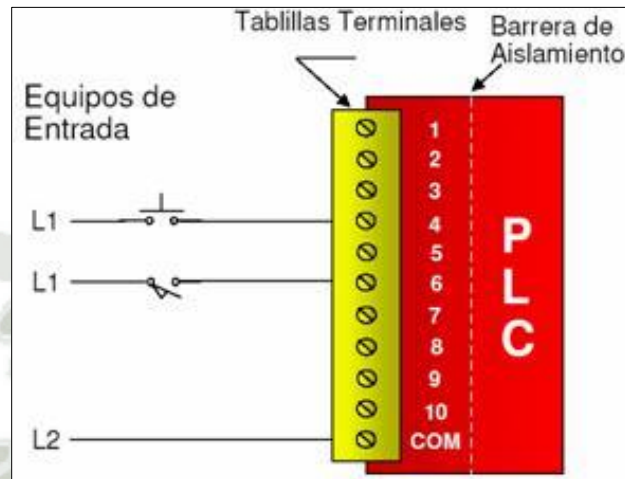 Tablillas Terminales
Barrera de
Aislamiento
Equipos de
Entrada
L1
L1
L2
1
2
3
4
5
6
7
8
9
10
COM
P
L
C